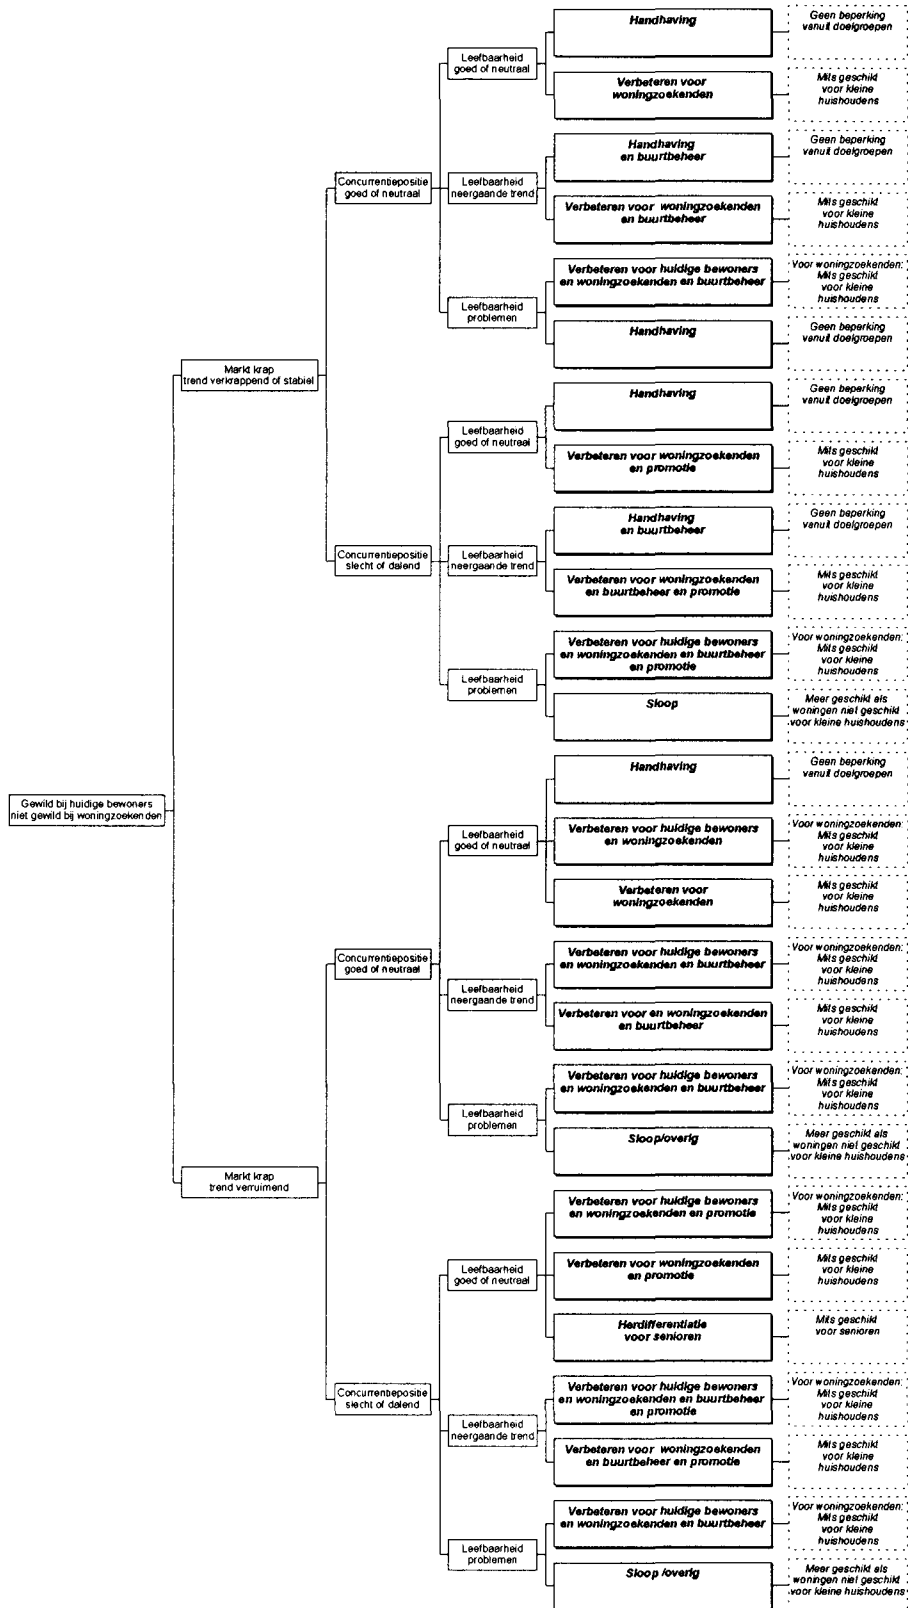 Gewild bij huidige bewoners
niet gewild bij woningzoekenden
Markt krap
trend verkrappend of stabiel
Concurrentiepositie
goed of neutraal
Leefbaarheid
goed of neutraal
Handhaving
Geen beperking
vanuit doelgroepen
Verbeteren voor
woningzoekenden
Mits geschikt
voor kleine
huishoudens
Leefbaarheid
neergaande trend
Handhaving
en buurtbeheer
Geen beperking
vanuit doelgroepen
Verbeteren voor woningzoekenden
en buurtbeheer
Mits geschikt
voor kleine
huishoudens
Leefbaarheid
problemen
Verbeteren voor huidige bewoners
en woningzoekenden en buurtbeheer
Voor woningzoekenden:
Mits geschikt
voor kleine
huishoudens
Handhaving
Geen beperking
vanuit doelgroepen
Concurrentiepositie
slecht of dalend
Leefbaarheid
goed of neutraal
Handhaving
Geen beperking
vanuit doelgroepen
Verbeteren voor woningzoekenden
en promotie
Mits geschikt
voor kleine
huishoudens
Leefbaarheid
neergaande trend
Handhaving
en buurtbeheer
Geen beperking
vanuit doelgroepen
Verbeteren voor woningzoekenden
en buurtbeheer en promotie
Mits geschikt
voor kleine
huishoudens
Leefbaarheid
problemen
Verbeteren voor huidige bewoners
en woningzoekenden en buurtbeheer
en promotie
Voor woningzoekenden:
Mits geschikt
voor kleine
huishoudens
Sloop
Meer geschikt als
woningen niet geschikt
voor kleine huishoudens
Markt krap
trend verruimend
Concurrentiepositie
goed of neutraal
Leefbaarheid
goed of neutraal
Handhaving
Geen beperking
vanuit doelgroepen
Verbeteren voor huidige bewoners
en woningzoekenden
Voor woningzoekenden:
Mits geschikt
voor kleine
huishoudens
Verbeteren voor
woningzoekenden
Mits geschikt
voor kleine
huishoudens
Leefbaarheid
neergaande trend
Verbeteren voor huidige bewoners
en woningzoekenden en buurtbeheer
Voor woningzoekenden:
Mits geschikt
voor kleine
huishoudens
Verbeteren voor en woningzoekenden
en buurtbeheer
Mits geschikt
voor kleine
huishoudens
Leefbaarheid
problemen
Verbeteren voor huidige bewoners
en woningzoekenden en buurtbeheer
Voor woningzoekenden:
Mits geschikt
voor kleine
huishoudens
Sloop/overig
Meer geschikt als
woningen niet geschikt
voor kleine huishoudens
Concurrentiepositie
slecht of dalend
Leefbaarheid
goed of neutraal
Verbeteren voor huidige bewoners
en woningzoekenden en promotie
Voor woningzoekenden:
Mits geschikt
voor kleine
huishoudens
Verbeteren voor woningzoekenden
en promotie
Mits geschikt
voor kleine
huishoudens
Herdifferentiatie
voor senioren
Mits geschikt
voor senioren
Leefbaarheid
neergaande trend
Verbeteren voor huidige bewoners
en woningzoekenden en buurtbeheer
en promotie
Voor woningzoekenden:
Mits geschikt
voor kleine
huishoudens
Verbeteren voor woningzoekenden
en buurtbeheer en promotie
Mits geschikt
voor kleine
huishoudens
Leefbaarheid
problemen
Verbeteren voor huidige bewoners
en woningzoekenden en buurtbeheer
Voor woningzoekenden:
Mits geschikt
voor kleine
huishoudens
Sloop /overig
Meer geschikt als
woningen niet geschikt
voor kleine huishoudens